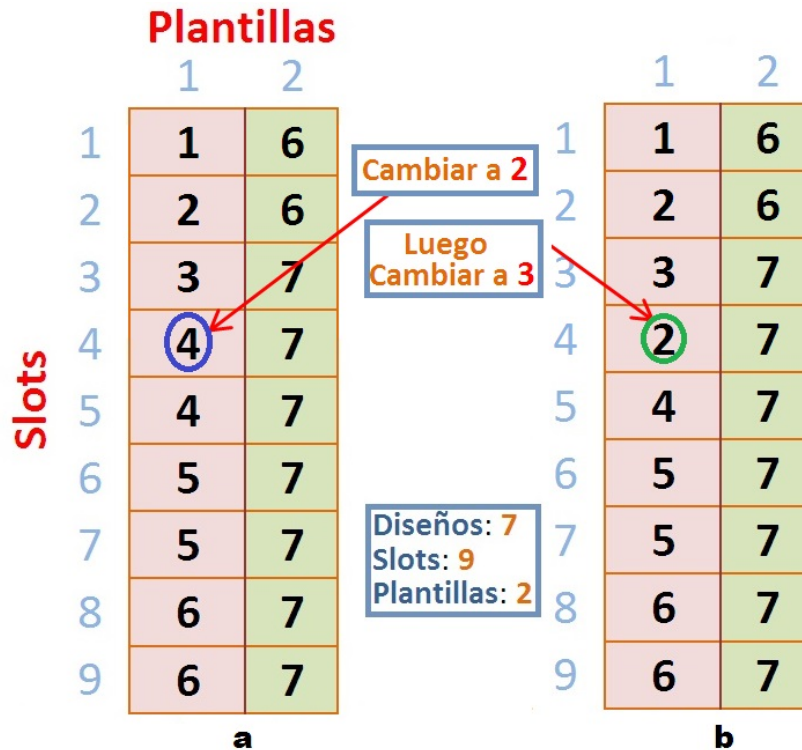 Plantillas
1 2
1 2
1 1 6
2 2 6
3 3 7
4 4 7
5 4 7
6 5 7
7 5 7
8 6 7
9 6 7
Slots
a
Cambiar a 2
Luego
Cambiar a 3
Diseños: 7
Slots: 9
Plantillas: 2
1 1 6
2 2 6
3 3 7
4 2 7
5 4 7
6 5 7
7 5 7
8 6 7
9 6 7
b